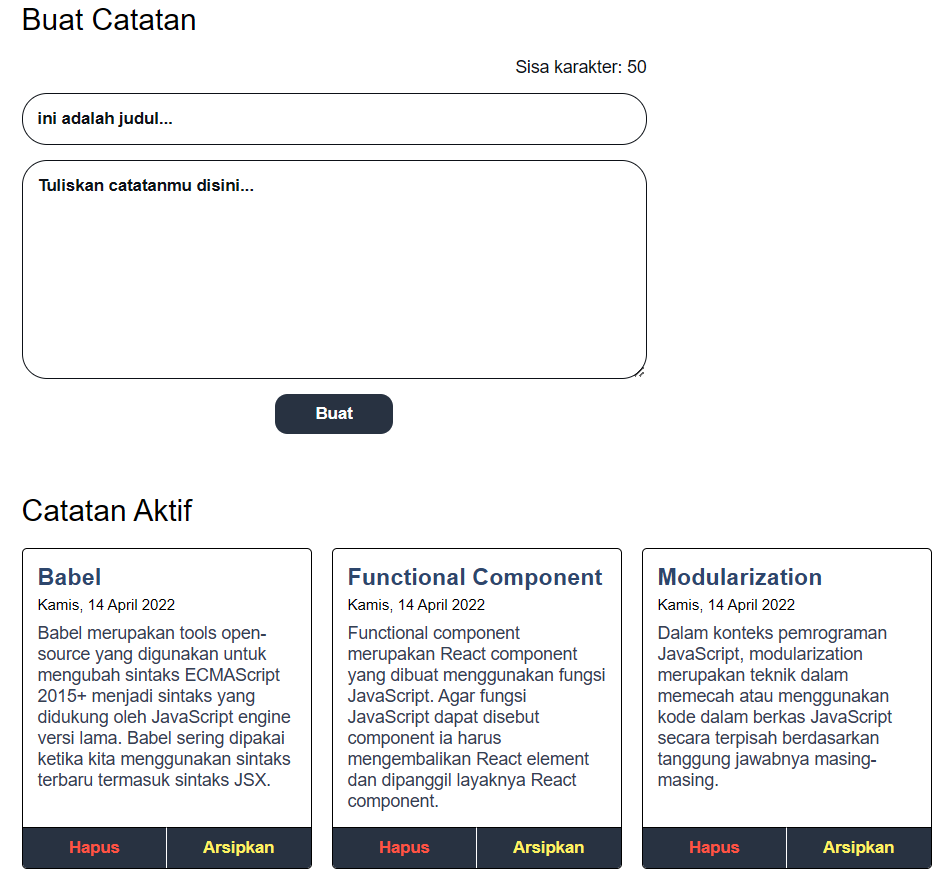 Buat Catatan
Sisa karakter: 50
ini adalah judul...
Tuliskan catatanmu disini...
Buat
Catatan Aktif
Babel
Kamis, 14 April 2022
Babel merupakan tools open-
source yang digunakan untuk
mengubah sintaks ECMAScript
2015+ menjadi sintaks yang
didukung oleh JavaScript engine
versi lama. Babel sering dipakai
ketika kita menggunakan sintaks
terbaru termasuk sintaks JSX.
Hapus
Arsipkan
Functional Component
Kamis, 14 April 2022
Functional component
merupakan React component
yang dibuat menggunakan fungsi
JavaScript. Agar fungsi
JavaScript dapat disebut
component ia harus
mengembalikan React element
dan dipanggil layaknya React
component.
Hapus
Arsipkan
Modularization
Kamis, 14 April 2022
Dalam konteks pemrograman
JavaScript, modularization
merupakan teknik dalam
memecah atau menggunakan
kode dalam berkas JavaScript
secara terpisah berdasarkan
tanggung jawabnya masing-
masing.
Hapus
Arsipkan